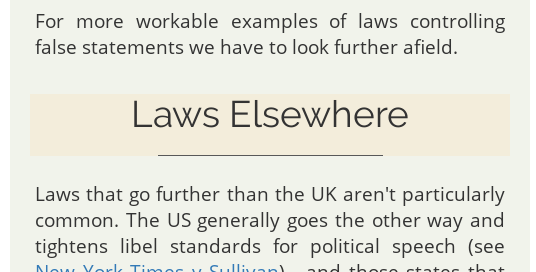 For more workable examples of laws controlling
false statements we have to look further afield.
Laws Elsewhere
Laws that go further than the UK aren't particularly
common. The US generally goes the other way and
tightens libel standards for political speech (see
New York Times v Sullivan) - and those states that